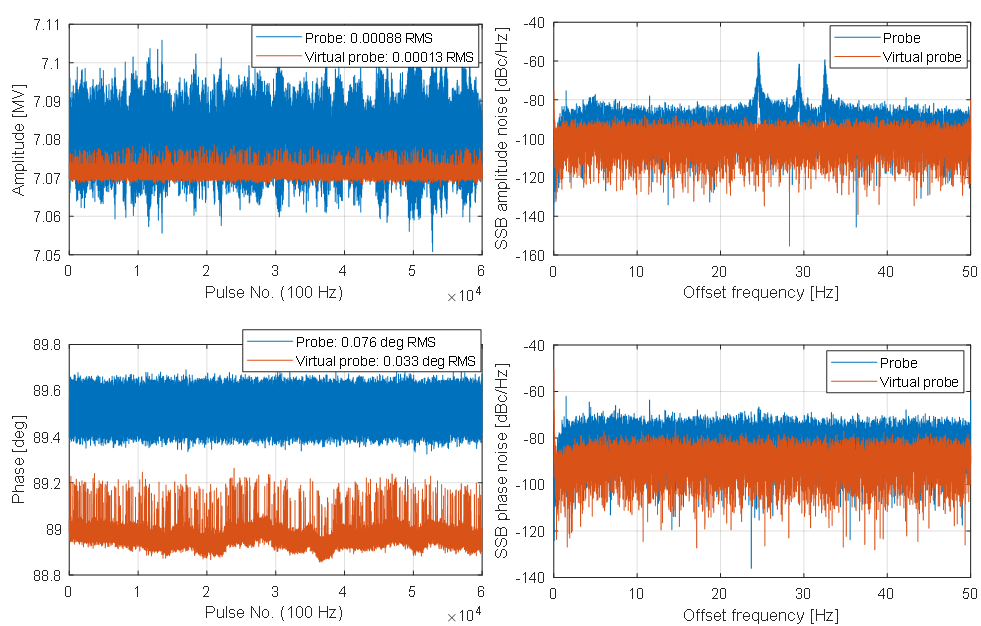 7.11
7.1
7.09
7.08
7.07
7.06
7.05
Amplitude [MV]
Probe: 0.00088 RMS
Virtual probe: 0.00013 RMS
0 1 2 3 4 5 6
Pulse No. (100 Hz)
×10^4
-40
-60
-80
-100
-120
-140
-160
SSB amplitude noise [dBc/Hz]
Probe
Virtual probe
0 10 20 30 40 50
Offset frequency [Hz]
89.8
89.6
89.4
89.2
89
88.8
Phase [deg]
Probe: 0.076 deg RMS
Virtual probe: 0.033 deg RMS
0 1 2 3 4 5 6
Pulse No. (100 Hz)
×10^4
-40
-60
-80
-100
-120
-140
SSB phase noise [dBc/Hz]
Probe
Virtual probe
0 10 20 30 40 50
Offset frequency [Hz]